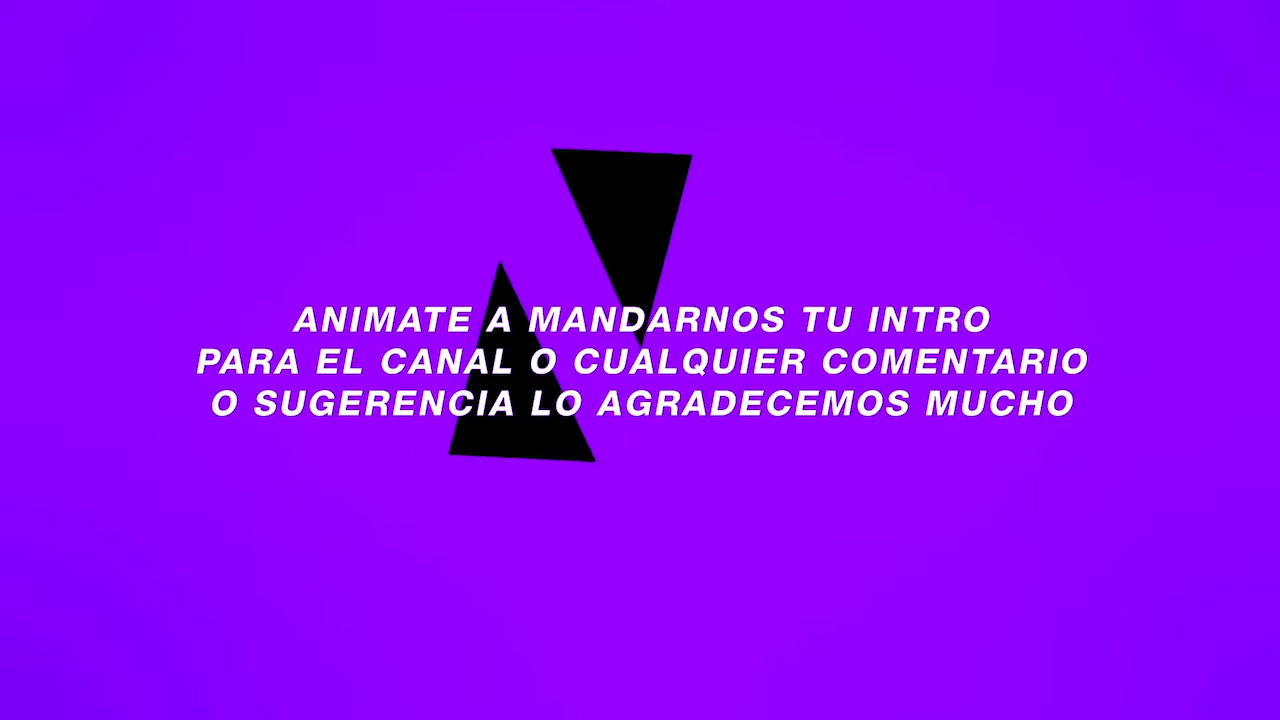 ANIMATE A MANDARNOS TU INTRO
PARA EL CANAL O CUALQUIER COMENTARIO
O SUGERENCIA LO AGRADECEMOS MUCHO